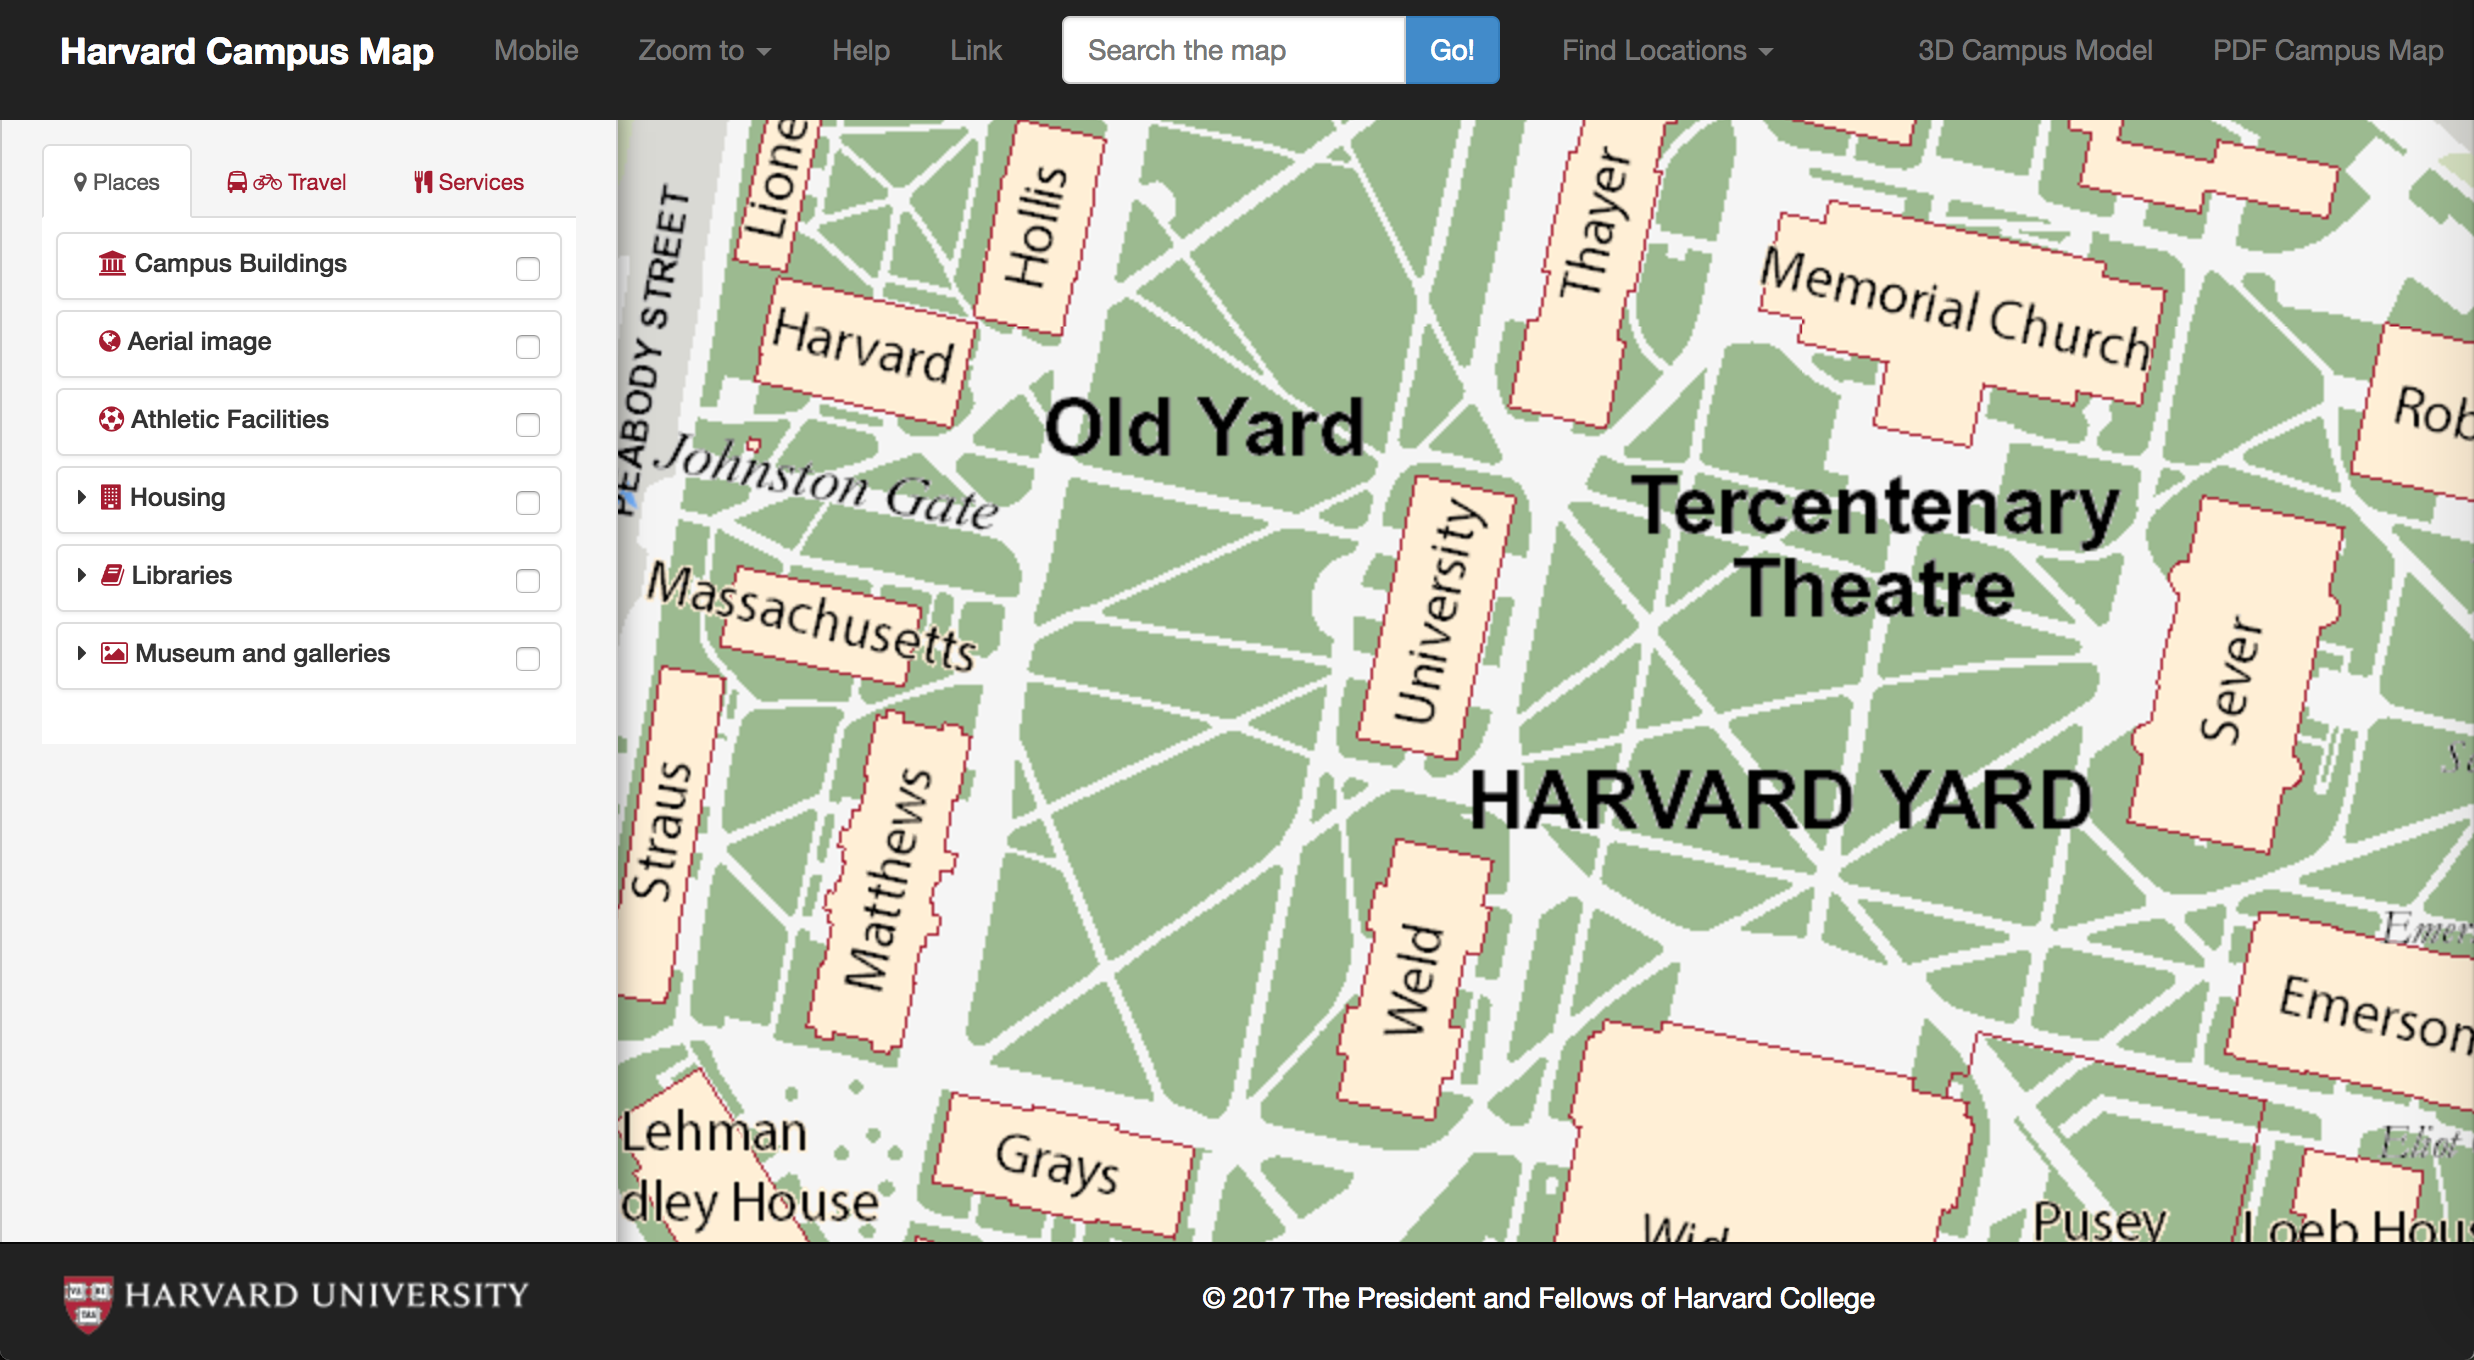 Harvard Campus Map
Mobile
Zoom to
Help
Link
Search the map
Go!
Find Locations
3D Campus Model
PDF Campus Map
Places
Travel
Services
Campus Buildings
Aerial image
Athletic Facilities
Housing
Libraries
Museum and galleries
Lione
Hollis
Thayer
PEABODY STREET
Harvard
Memorial Church
Rob
Old Yard
Johnston Gate
University
Tercentenary
Theatre
Massachusetts
Sever
Straus
Matthews
HARVARD YARD
Weld
Emer
Emerson
Lehman
dley House
Grays
Eliot
Wid
Pusey
Loeb Hou
HARVARD UNIVERSITY
© 2017 The President and Fellows of Harvard College